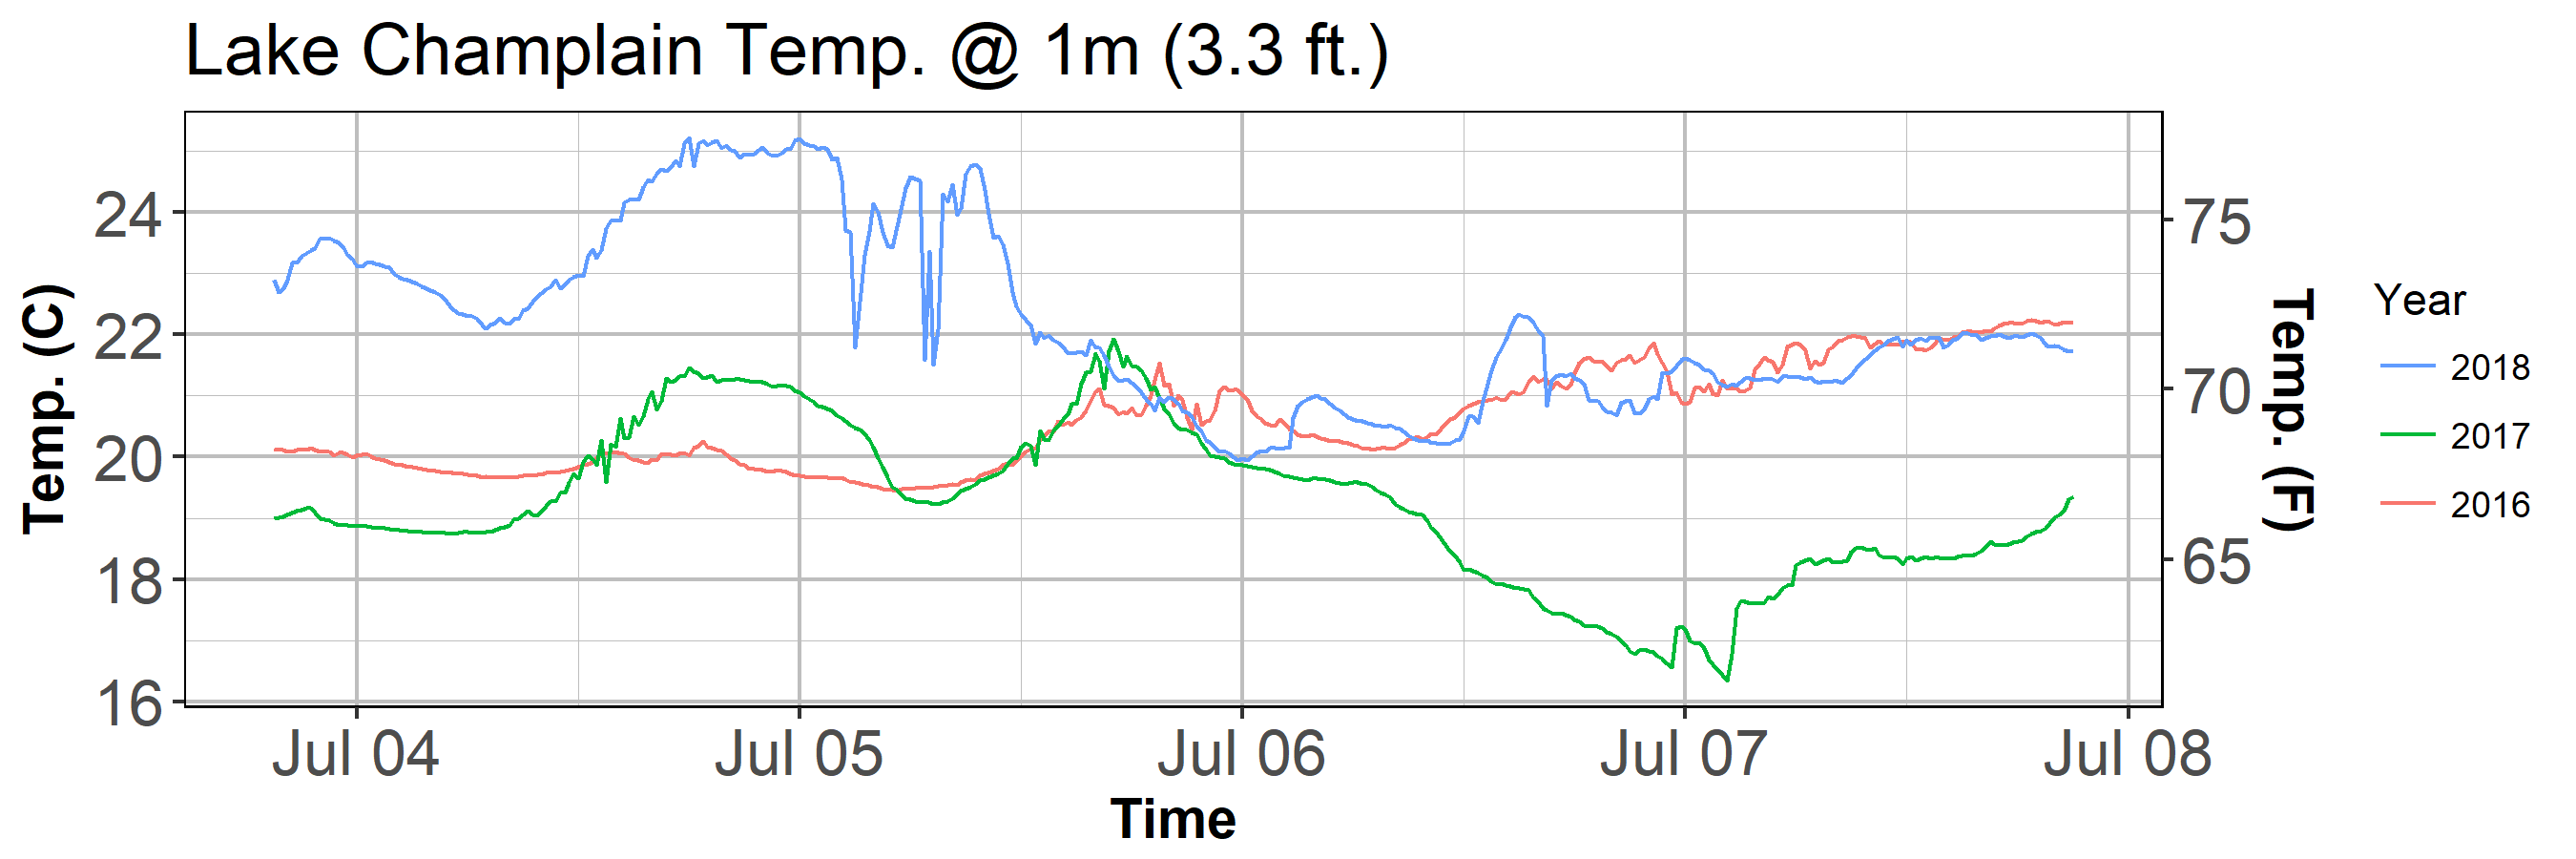 Lake Champlain Temp. @ 1m (3.3 ft.)
Temp. (C)
24
22
20
18
16
75
70
65
Temp. (F)
Year
2018
2017
2016
Jul 04 Jul 05 Jul 06 Jul 07 Jul 08
Time